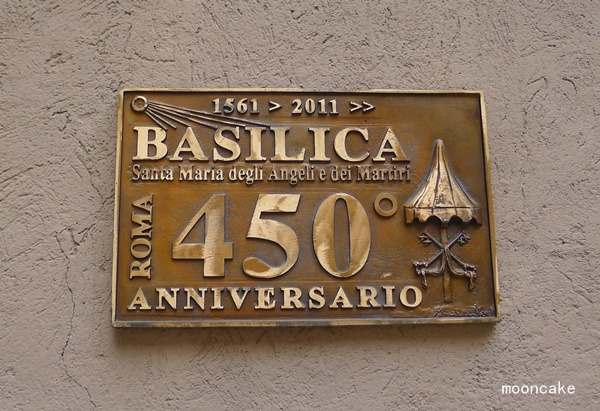 1561 > 2011 >>
BASILICA
Santa Maria degli Angeli e dei Martiri
ROMA
450°
ANNIVERSARIO
mooncake